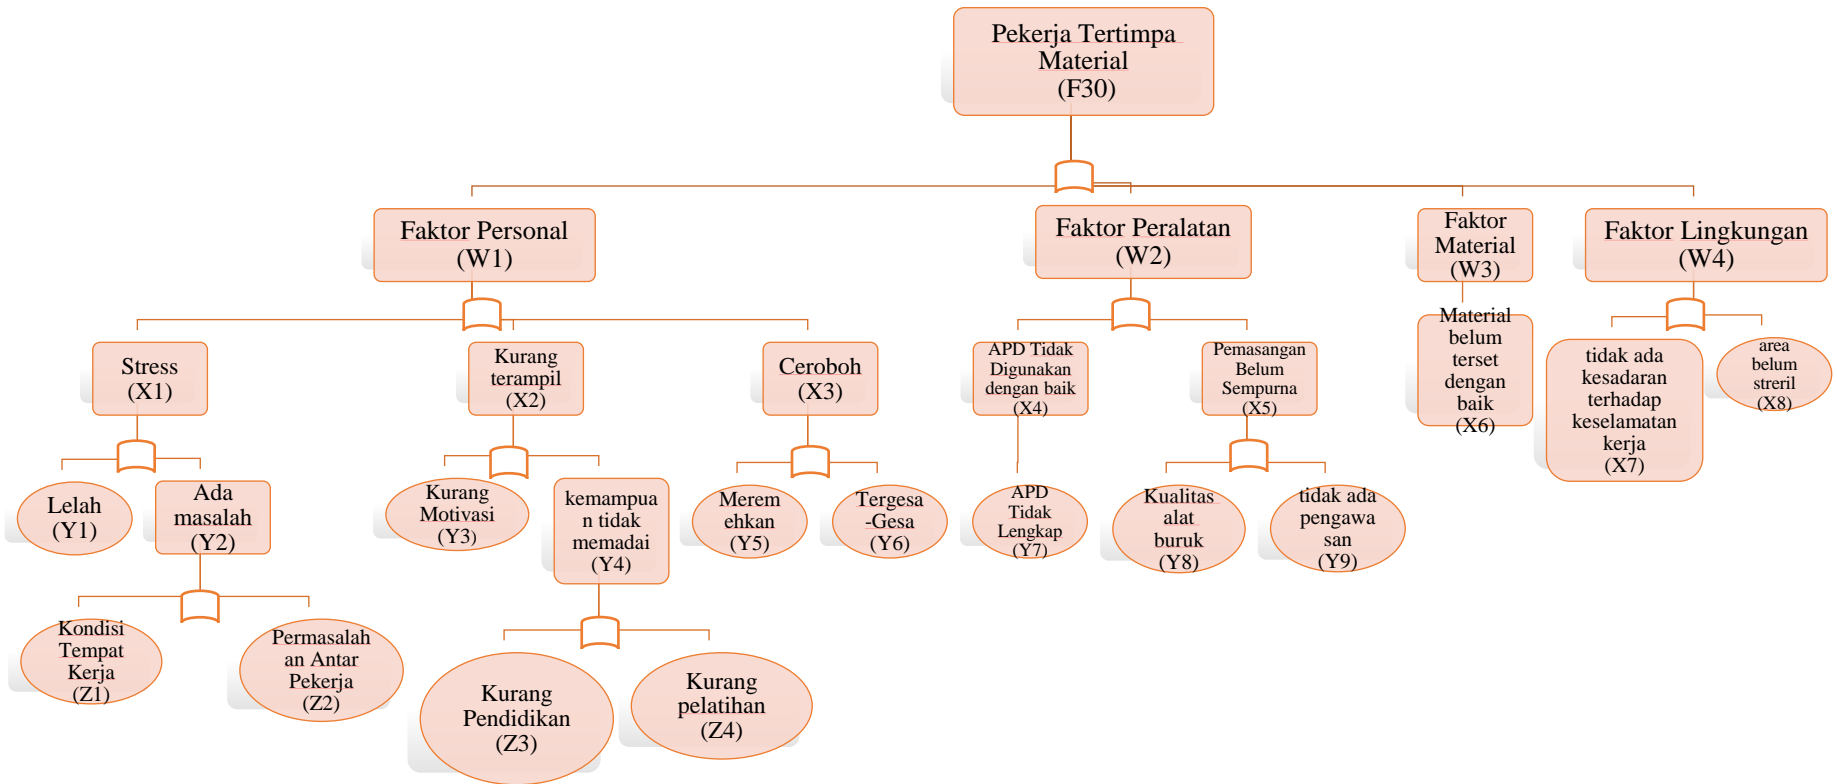 Pekerja Tertimpa
Material
(F30)
Faktor Personal
(W1)
Faktor Peralatan
(W2)
Faktor
Material
(W3)
Faktor Lingkungan
(W4)
Stress
(X1)
Kurang
terampil
(X2)
Ceroboh
(X3)
APD Tidak
Digunakan
dengan baik
(X4)
Pemasangan
Belum
Sempurna
(X5)
Material
belum
terset
dengan
baik
(X6)
tidak ada
kesadaran
terhadap
keselamatan
kerja
(X7)
area
belum
streril
(X8)
Lelah
(Y1)
Ada
masalah
(Y2)
Kurang
Motivasi
(Y3)
kemampua
n tidak
memadai
(Y4)
Merem
ehkan
(Y5)
Tergesa
-Gesa
(Y6)
APD
Tidak
Lengkap
(Y7)
Kualitas
alat
buruk
(Y8)
tidak ada
pengawa
san
(Y9)
Kondisi
Tempat
Kerja
(Z1)
Permasalah
an Antar
Pekerja
(Z2)
Kurang
Pendidikan
(Z3)
Kurang
pelatihan
(Z4)